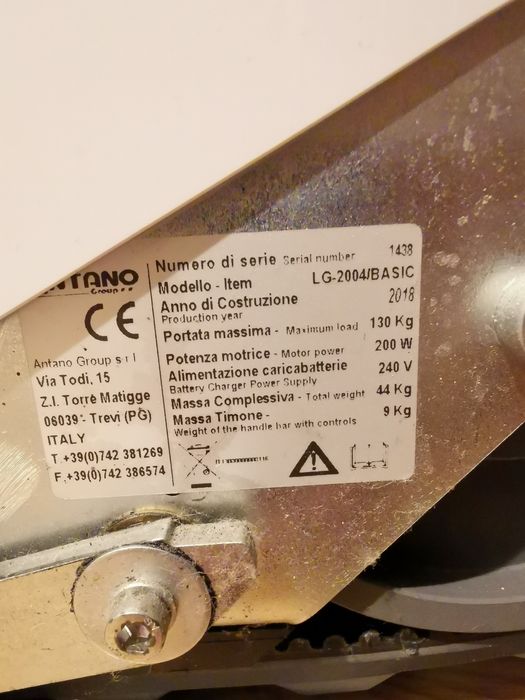 ANTANO
Group s.r.l.
CE
Antano Group s r l
Via Todi, 15
Z.I. Torre Matigge
06039 - Trevi (PG)
ITALY
T.+39(0)742 381269
F.+39(0)742 386574
Numero di serie Serial number 1438
Modello - Item LG-2004/BASIC
Anno di Costruzione 2018
Production year
Portata massima - Maximum load 130 Kg
Potenza motrice - Motor power 200 W
Alimentazione caricabatterie 240 V
Battery Charger Power Supply
Massa Complessiva - Total weight 44 Kg
Massa Timone - 9 Kg
Weight of the handle bar with controls